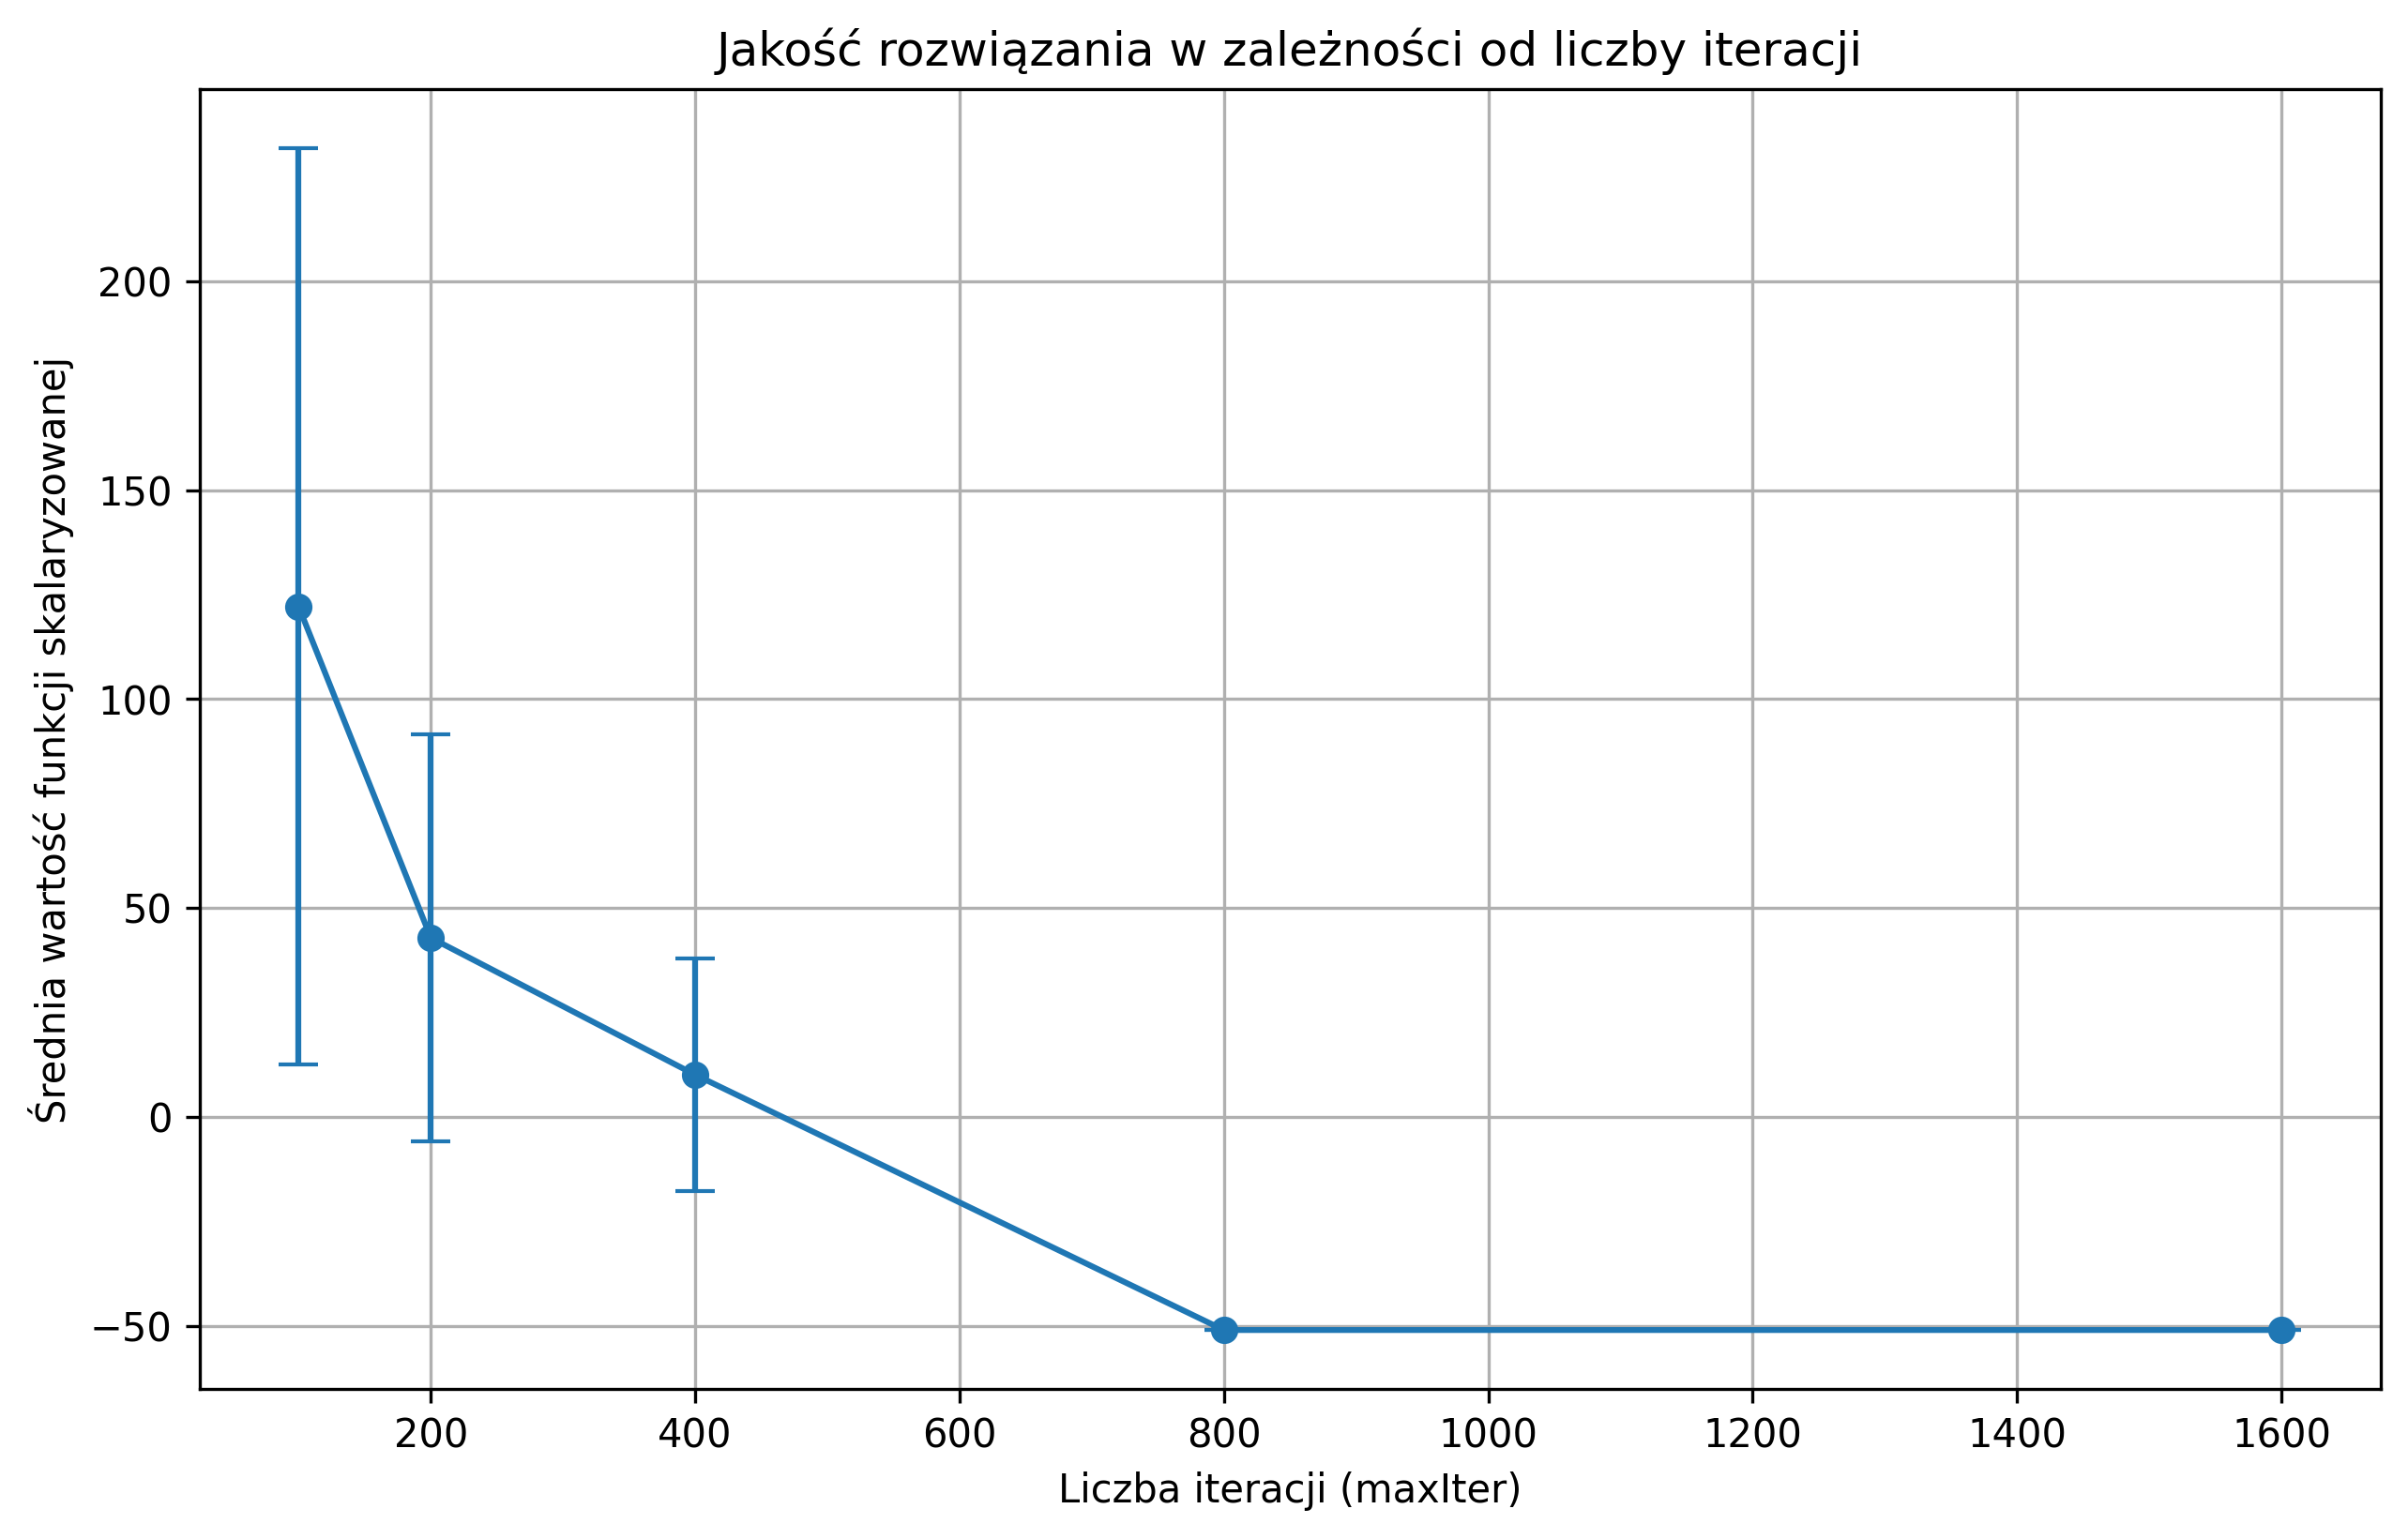 Jakość rozwiązania w zależności od liczby iteracji
Średnia wartość funkcji skalaryzowanej
200
150
100
50
0
−50
200 400 600 800 1000 1200 1400 1600
Liczba iteracji (maxIter)